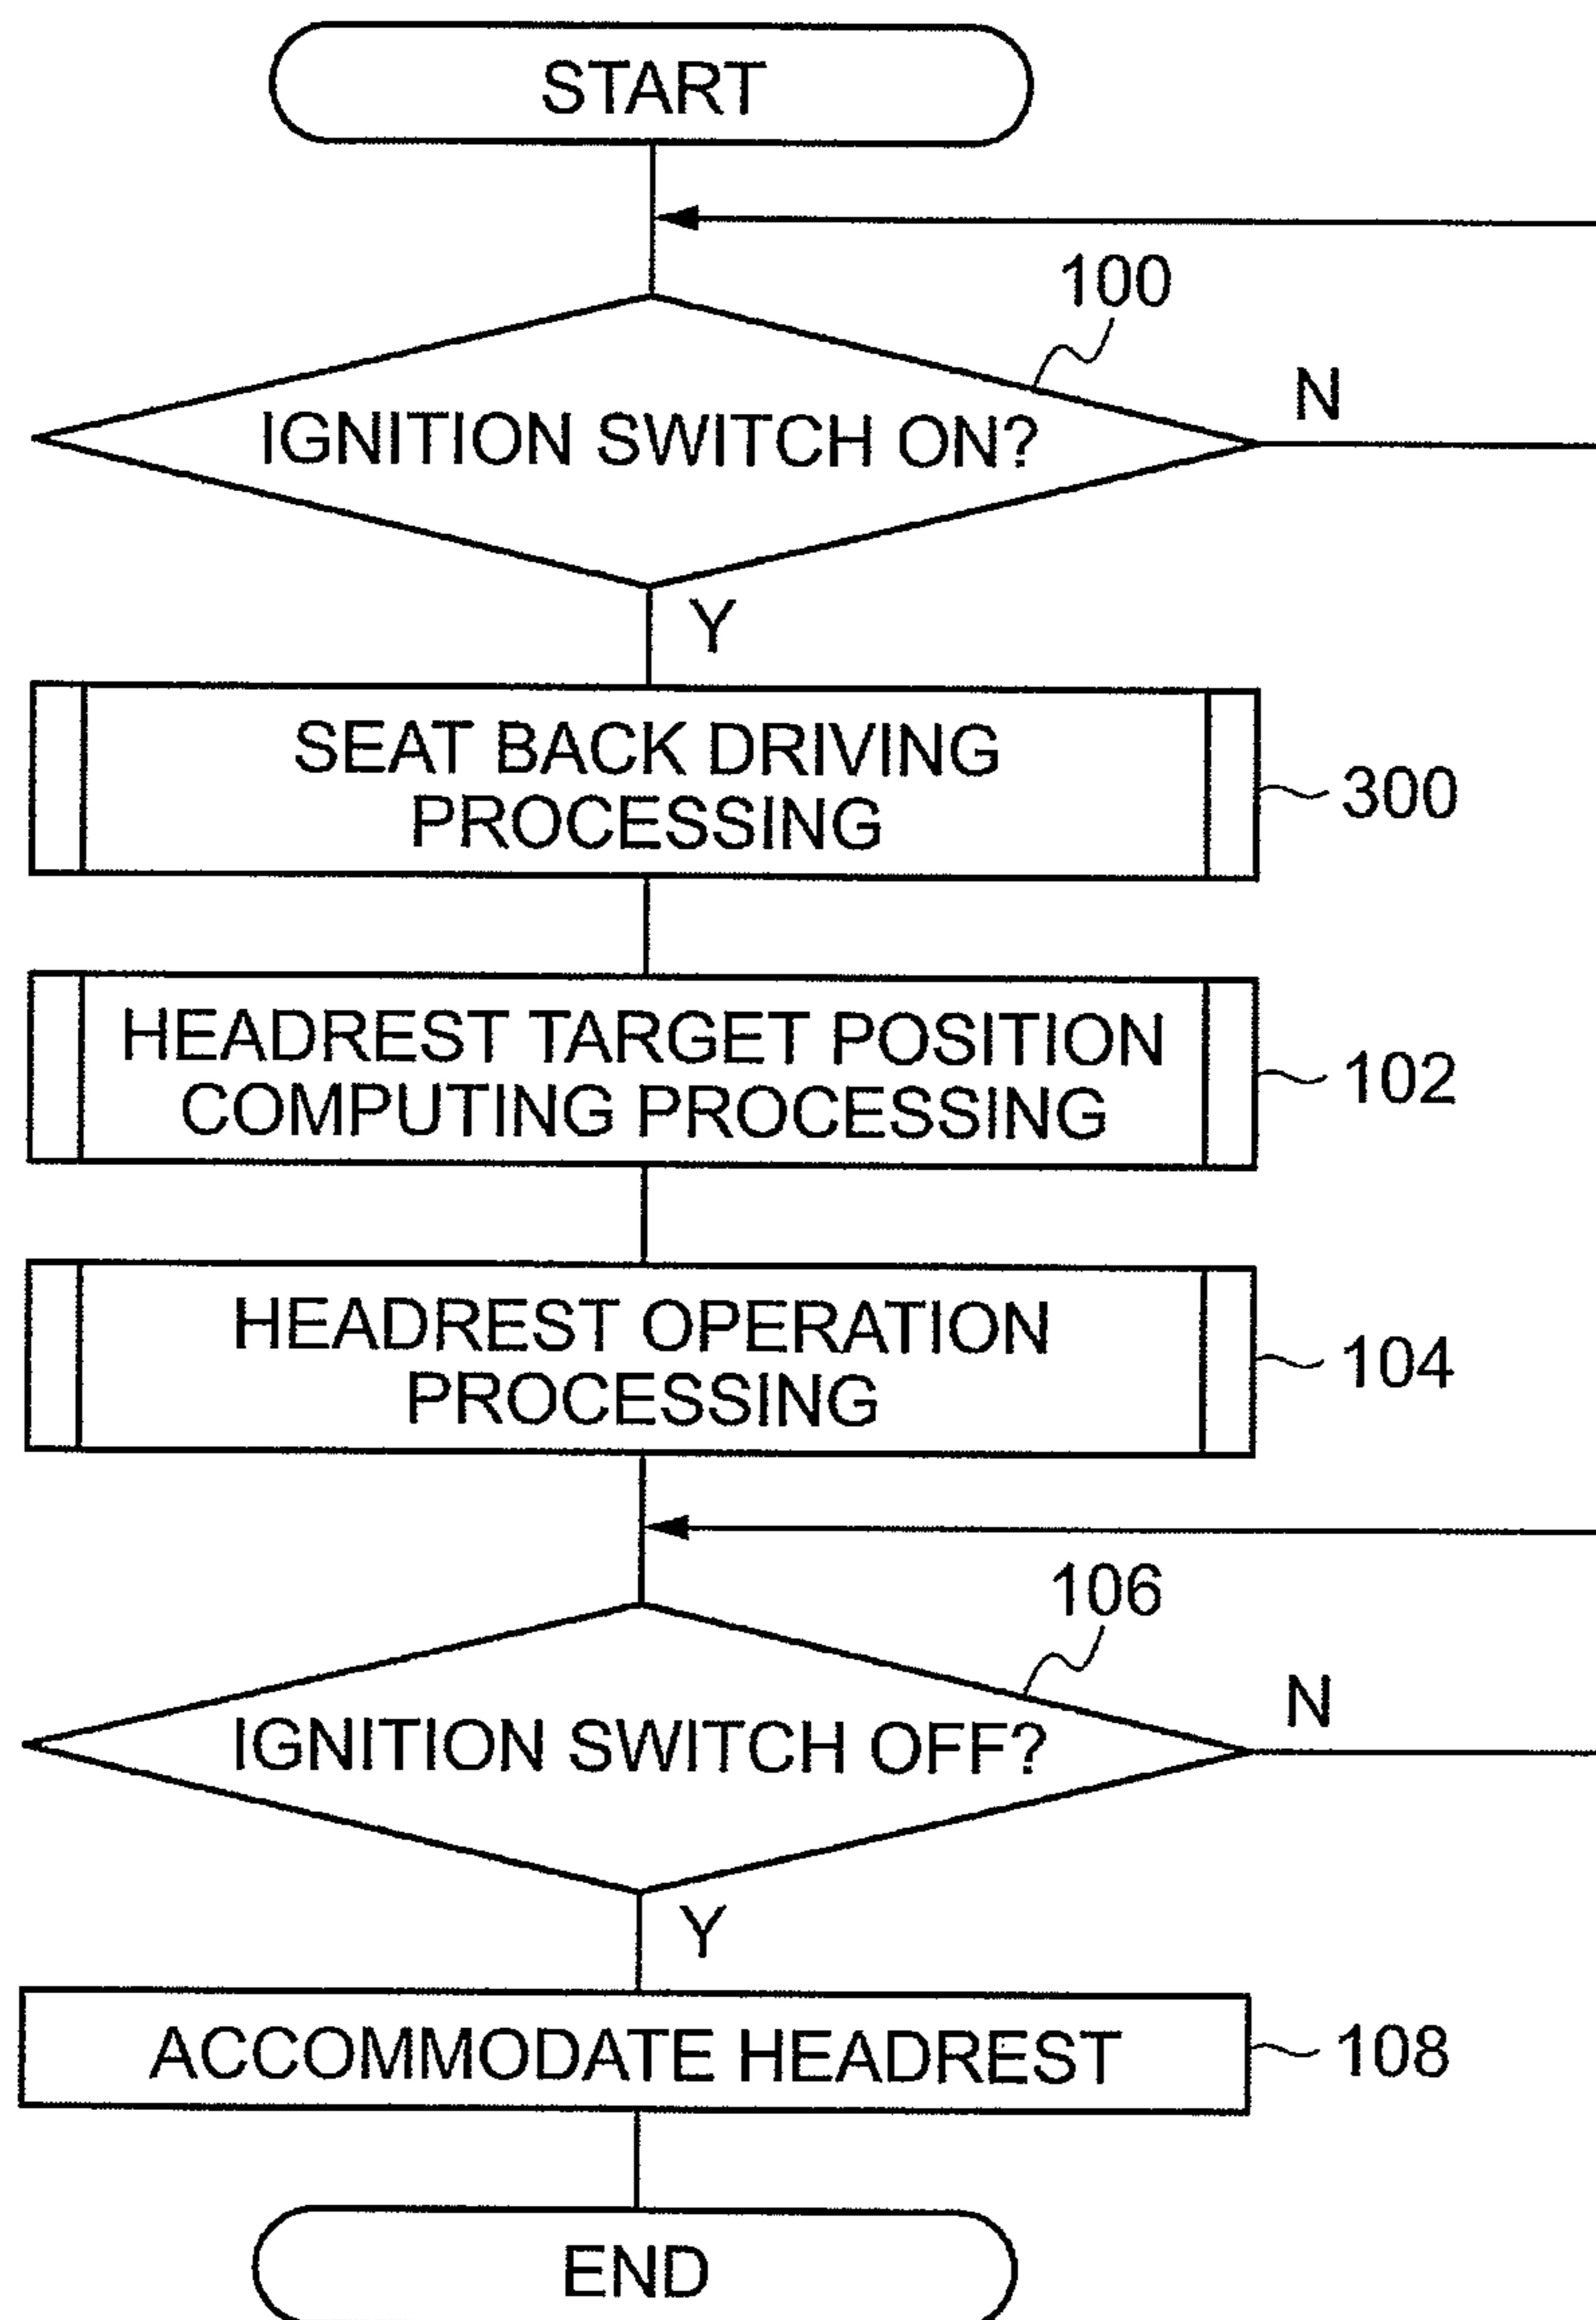 START
100
IGNITION SWITCH ON?
N
Y
SEAT BACK DRIVING
PROCESSING
300
HEADREST TARGET POSITION
COMPUTING PROCESSING
102
HEADREST OPERATION
PROCESSING
104
106
IGNITION SWITCH OFF?
N
Y
ACCOMMODATE HEADREST
108
END